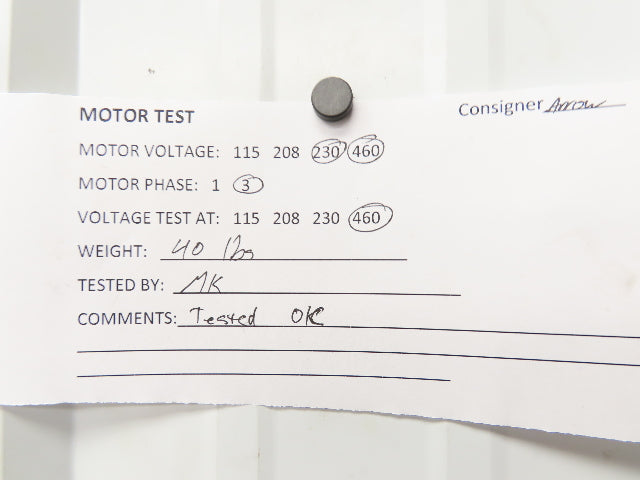 MOTOR TEST
Consigner Arrow
MOTOR VOLTAGE: 115 208 230 460
MOTOR PHASE: 1 3
VOLTAGE TEST AT: 115 208 230 460
WEIGHT: 40 lbs
TESTED BY: MK
COMMENTS: Tested OK